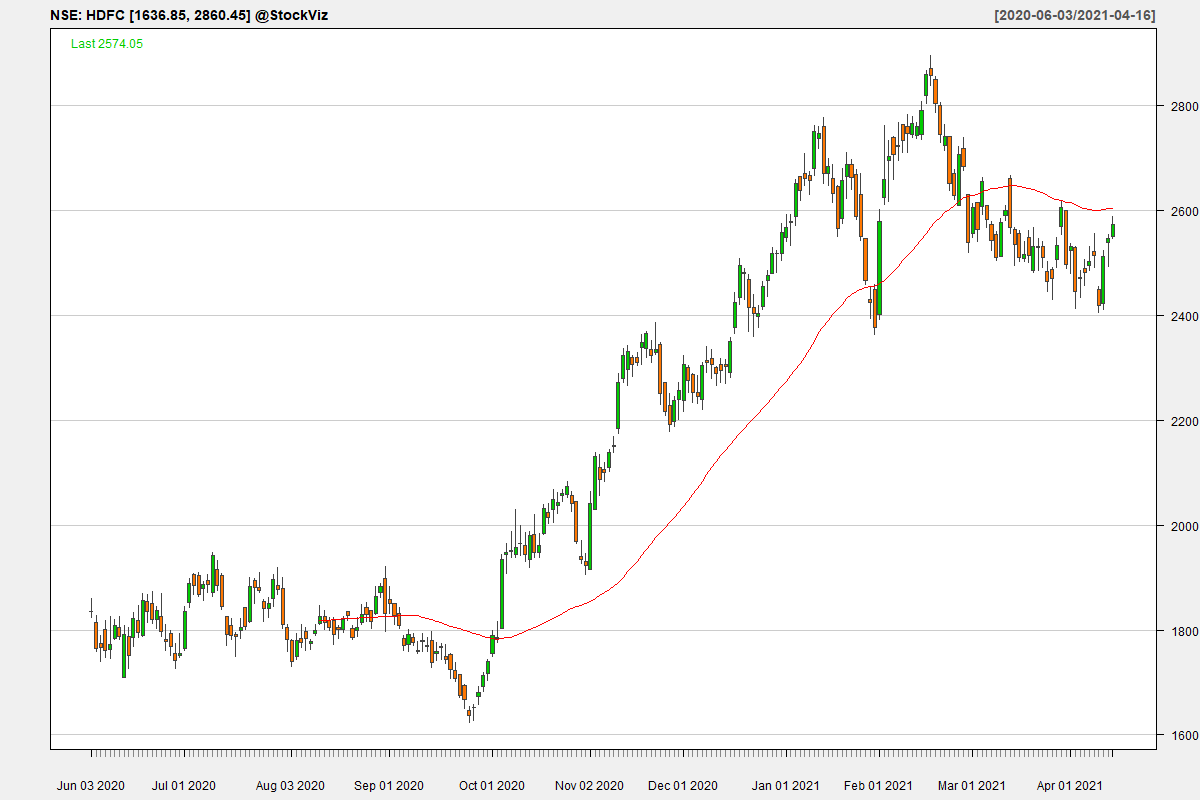 NSE: HDFC [1636.85, 2860.45] @StockViz [2020-06-03/2021-04-16]
Last 2574.05
2800
2600
2400
2200
2000
1800
1600
Jun 03 2020 Jul 01 2020 Aug 03 2020 Sep 01 2020 Oct 01 2020 Nov 02 2020 Dec 01 2020 Jan 01 2021 Feb 01 2021 Mar 01 2021 Apr 01 2021